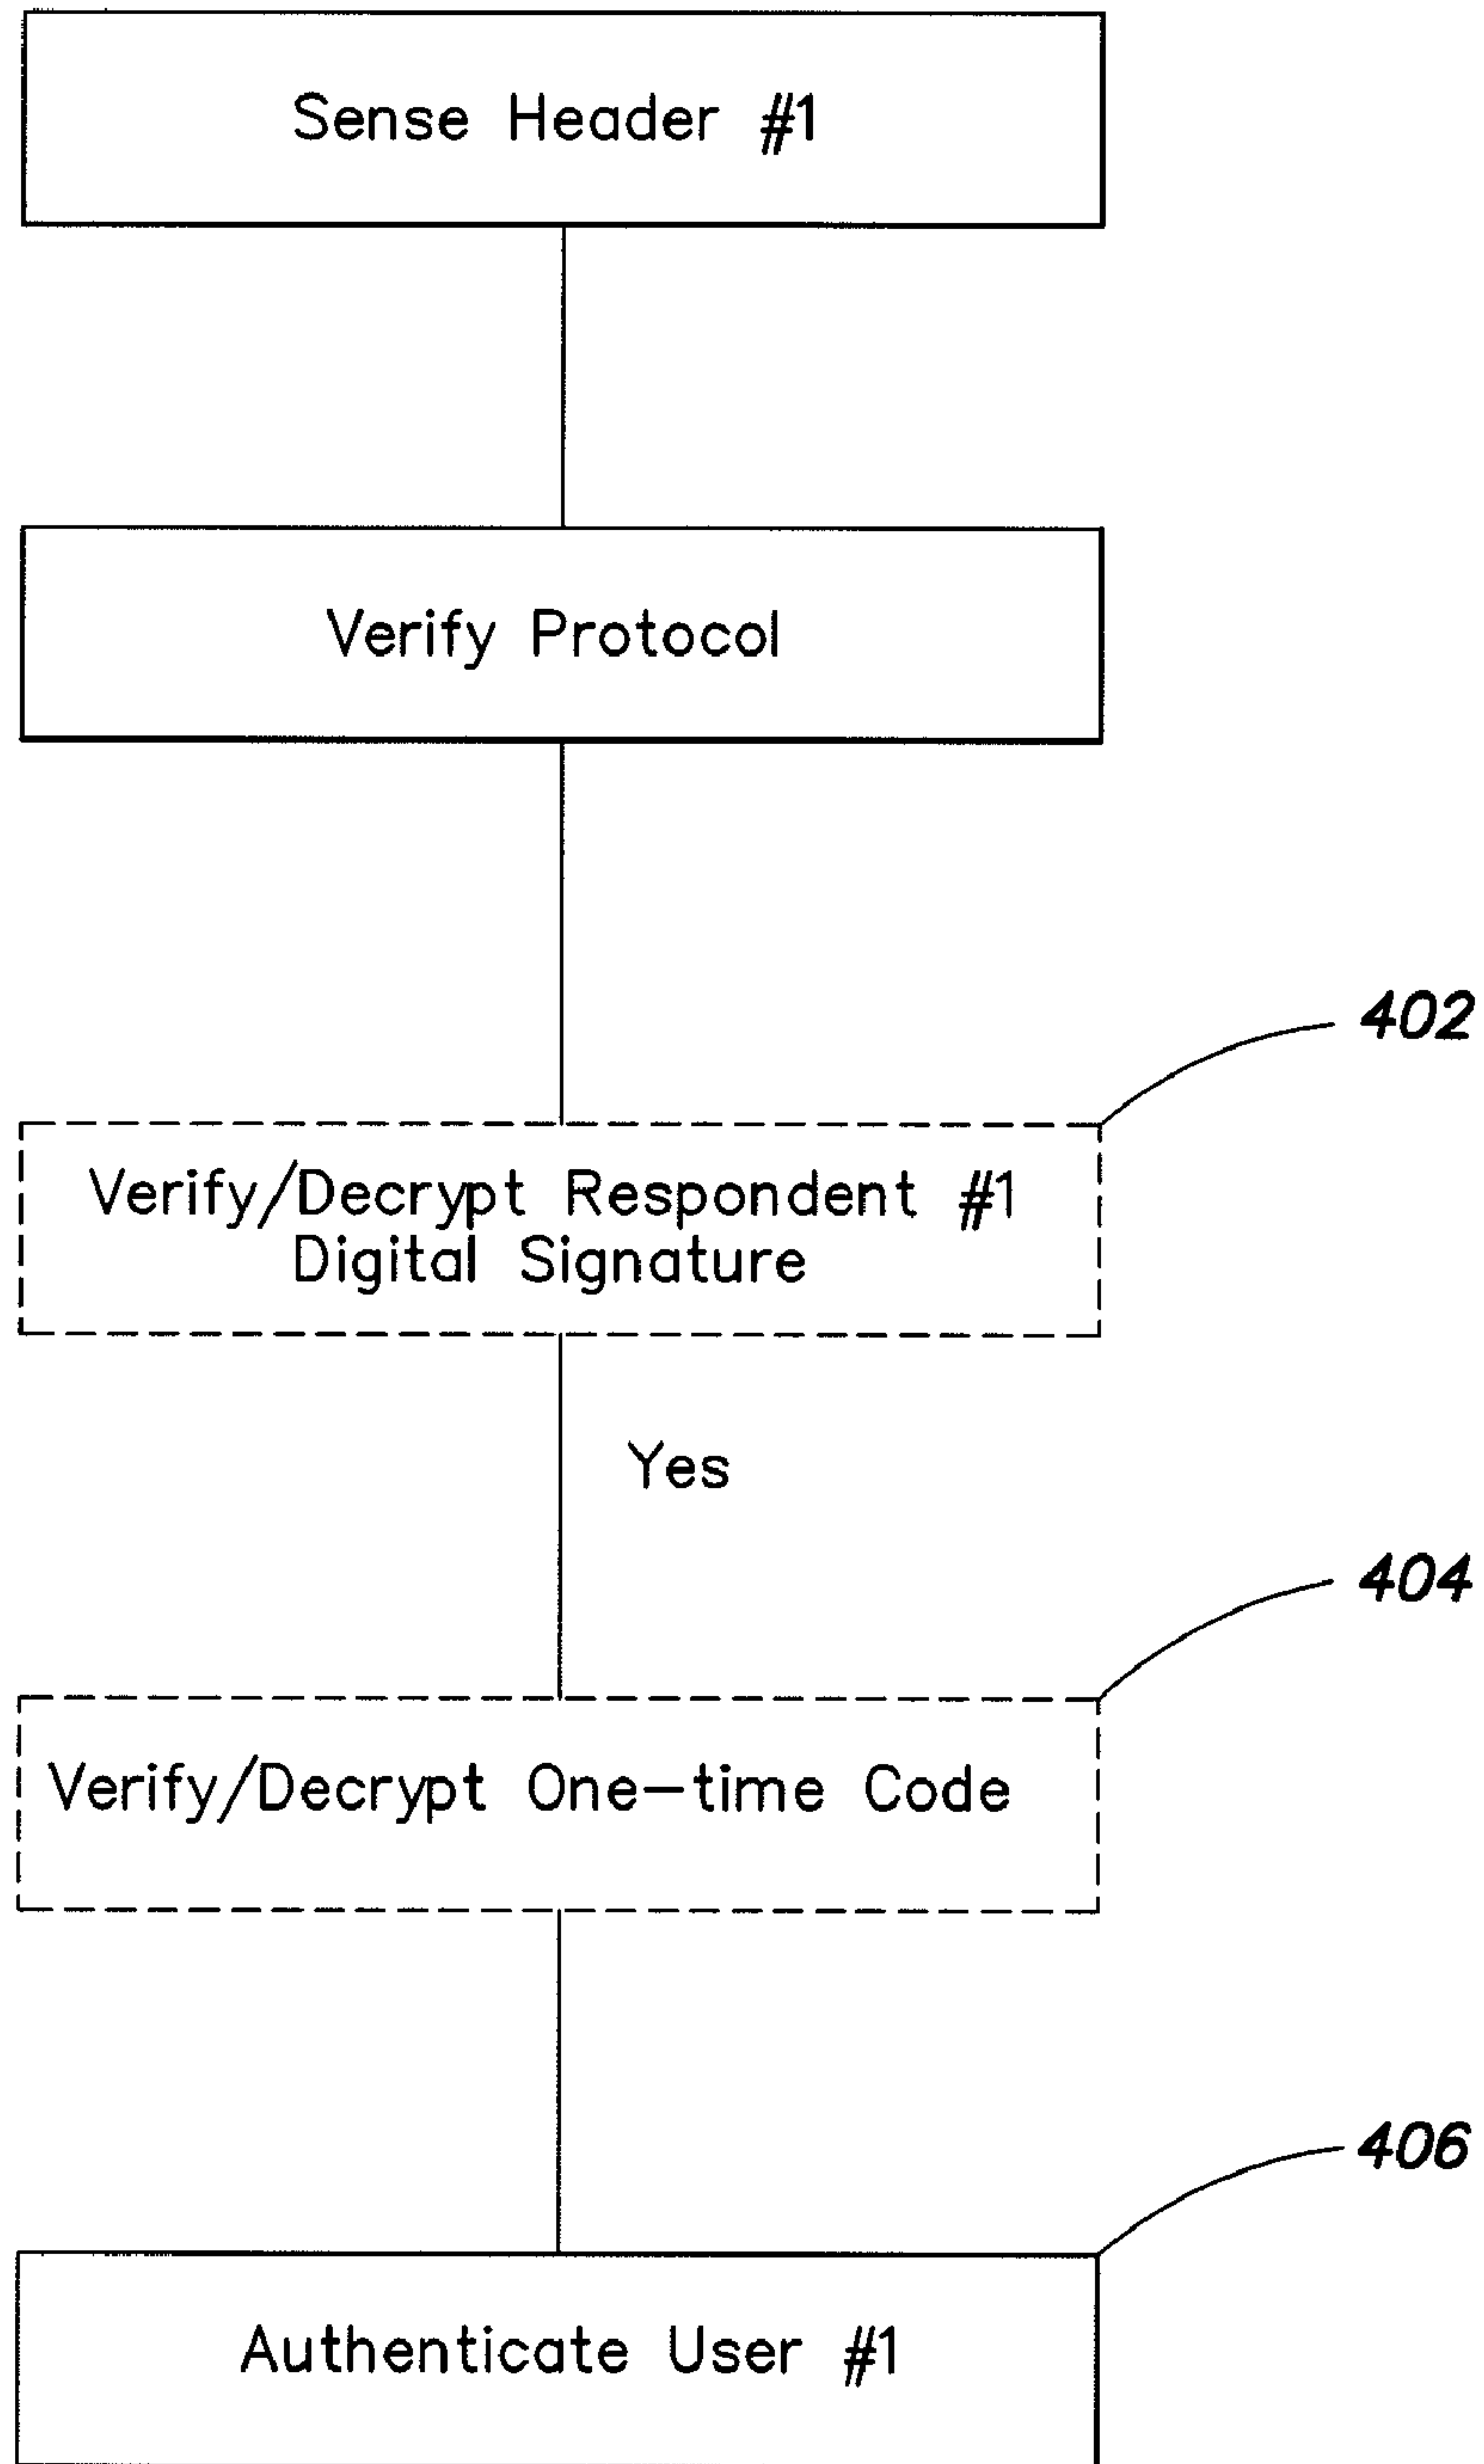 Sense Header #1
Verify Protocol
402
Verify/Decrypt Respondent #1
Digital Signature
Yes
404
Verify/Decrypt One-time Code
406
Authenticate User #1